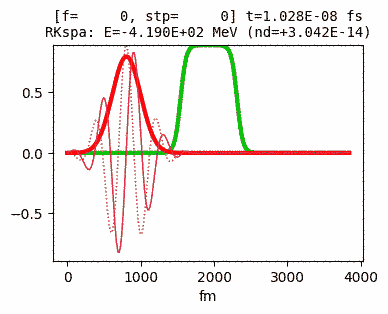 [f=     0, stp=     0] t=1.028E-08 fs
RKspa: E=-4.190E+02 MeV (nd=+3.042E-14)
0.5
0.0
−0.5
0 1000 2000 3000 4000
fm